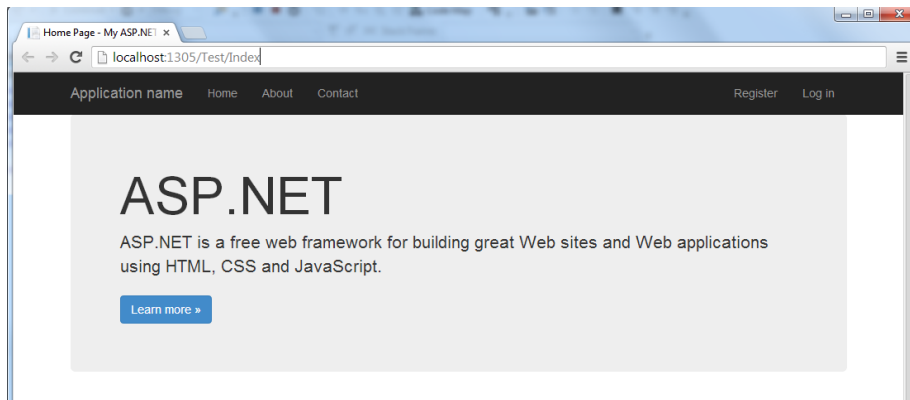 Home Page - My ASP.NET
localhost:1305/Test/Index
Application name Home About Contact Register Log in
ASP.NET
ASP.NET is a free web framework for building great Web sites and Web applications
using HTML, CSS and JavaScript.
Learn more »